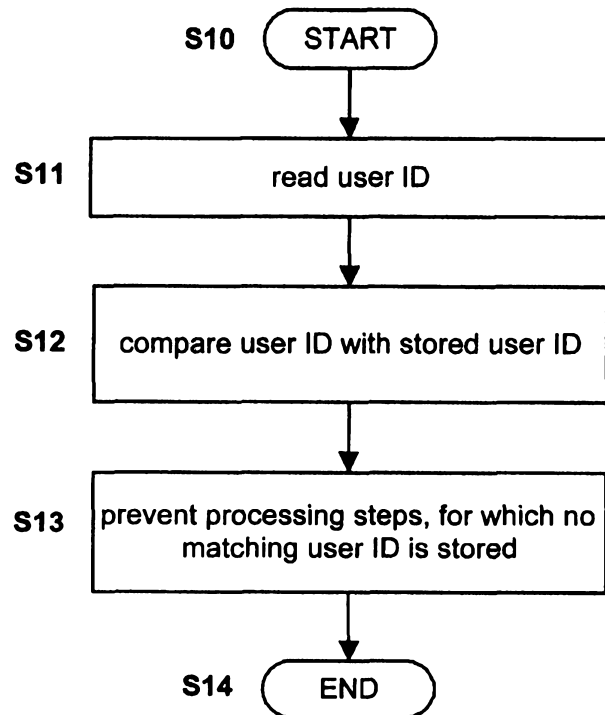 S10 START
S11 read user ID
S12 compare user ID with stored user ID
S13 prevent processing steps, for which no
matching user ID is stored
S14 END